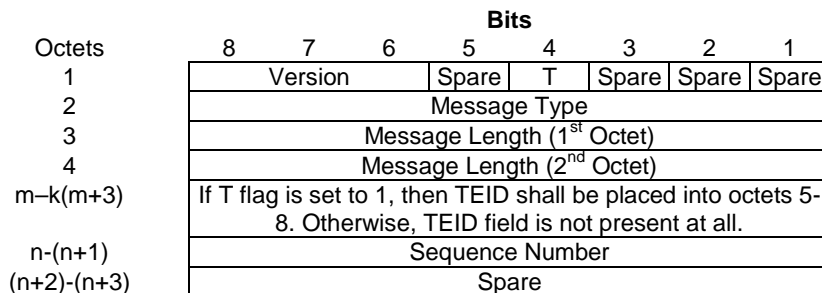 Bits
Octets 8 7 6 5 4 3 2 1
1 Version Spare T Spare Spare Spare
2 Message Type
3 Message Length (1st Octet)
4 Message Length (2nd Octet)
m–k(m+3) If T flag is set to 1, then TEID shall be placed into octets 5-
8. Otherwise, TEID field is not present at all.
n-(n+1) Sequence Number
(n+2)-(n+3) Spare